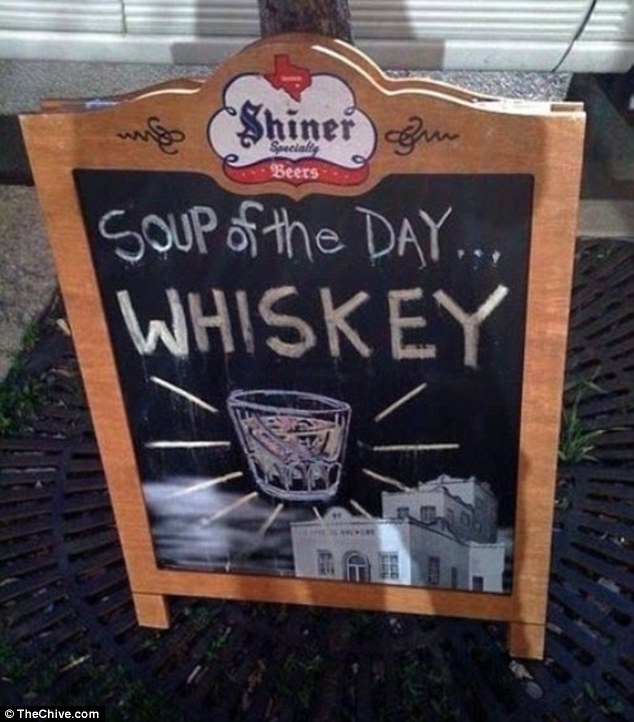 Shiner
Specialty
Beers
SOUP of the DAY...
WHISKEY
© TheChive.com